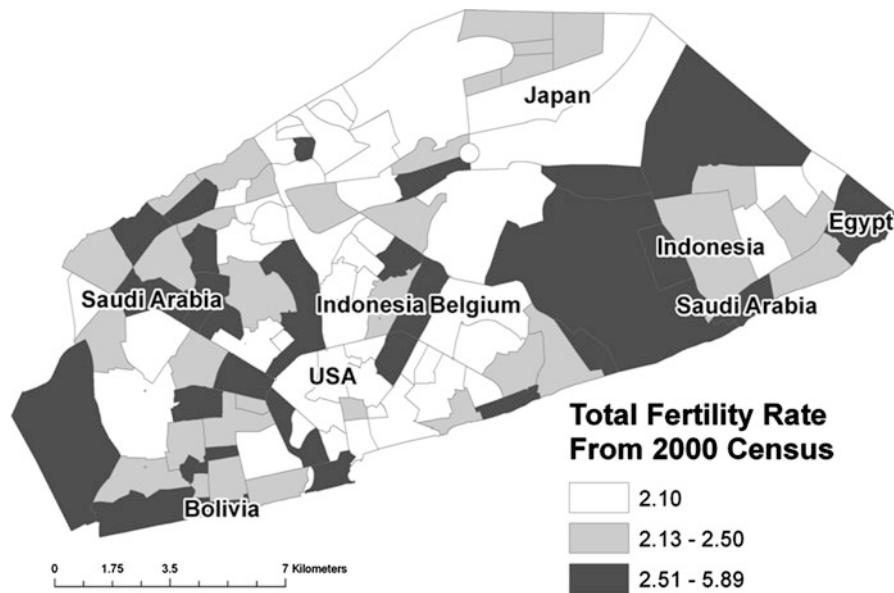 Japan
Egypt
Indonesia
Saudi Arabia
Indonesia
Belgium
Saudi Arabia
USA
Bolivia
Total Fertility Rate
From 2000 Census
2.10
2.13 - 2.50
2.51 - 5.89
0 1.75 3.5 7 Kilometers